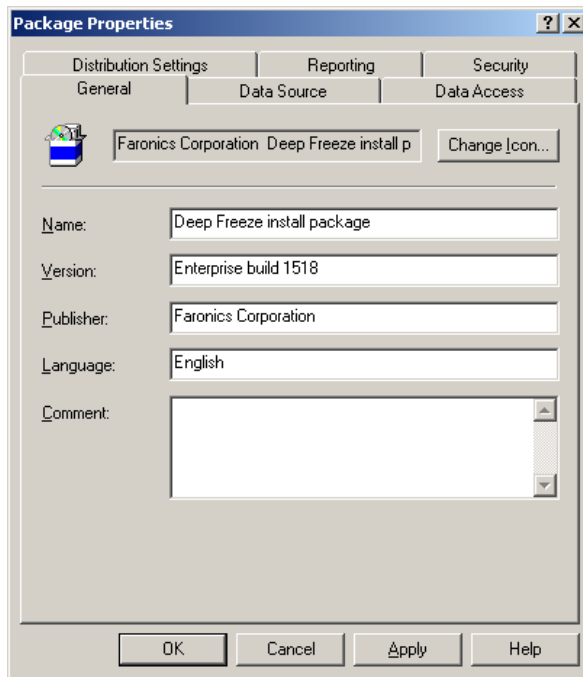 Package Properties
Distribution Settings Reporting Security
General Data Source Data Access
Faronics Corporation Deep Freeze install p
Change Icon...
Name: Deep Freeze install package
Version: Enterprise build 1518
Publisher: Faronics Corporation
Language: English
Comment:
OK Cancel Apply Help